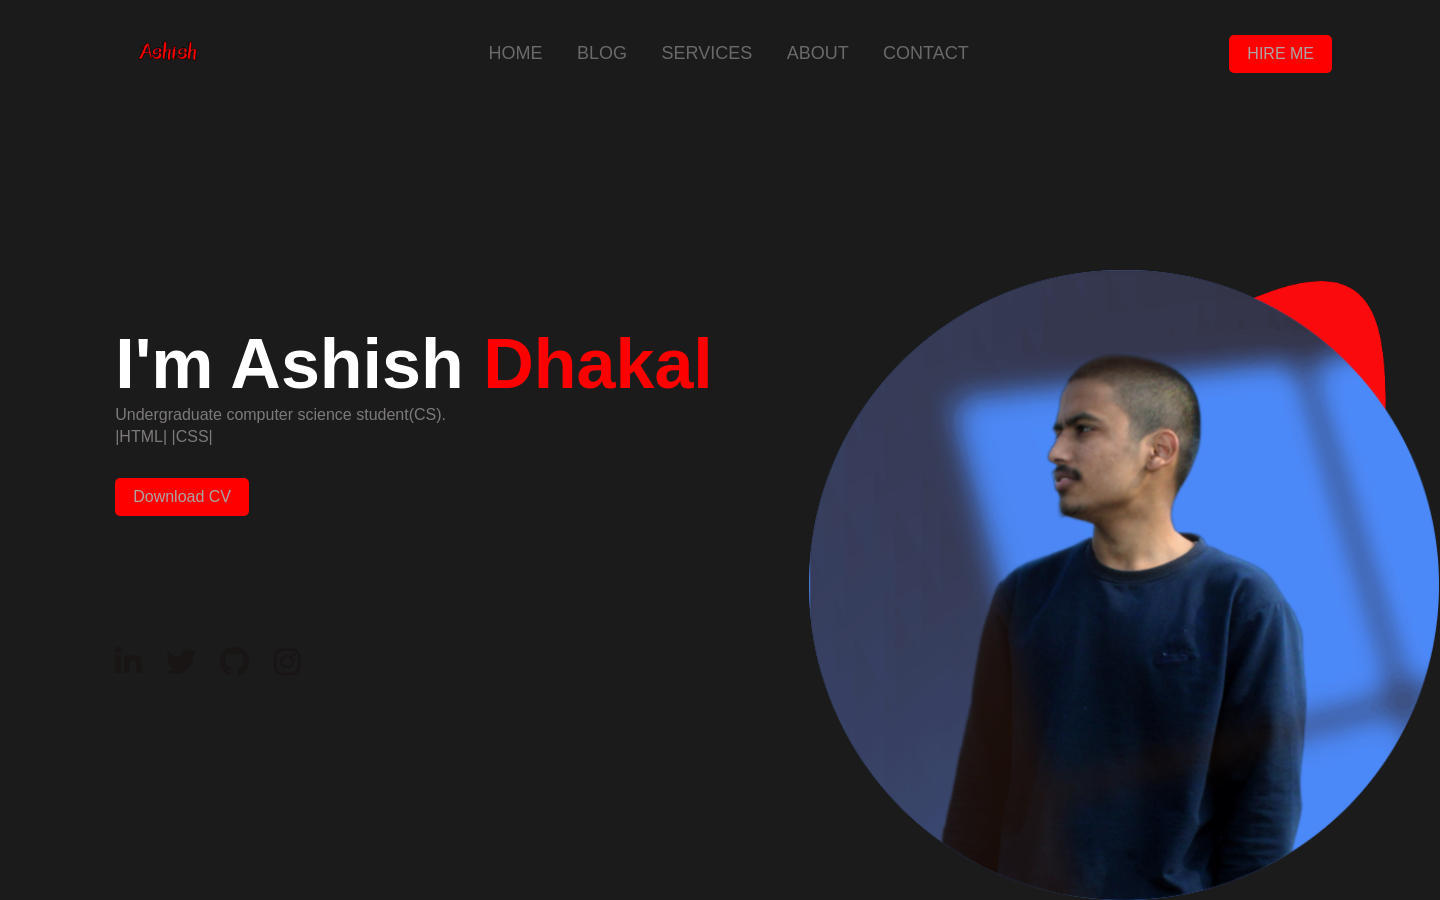 Ashish
HOME BLOG SERVICES ABOUT CONTACT
HIRE ME
I'm Ashish Dhakal
Undergraduate computer science student(CS).
|HTML| |CSS|
Download CV
in